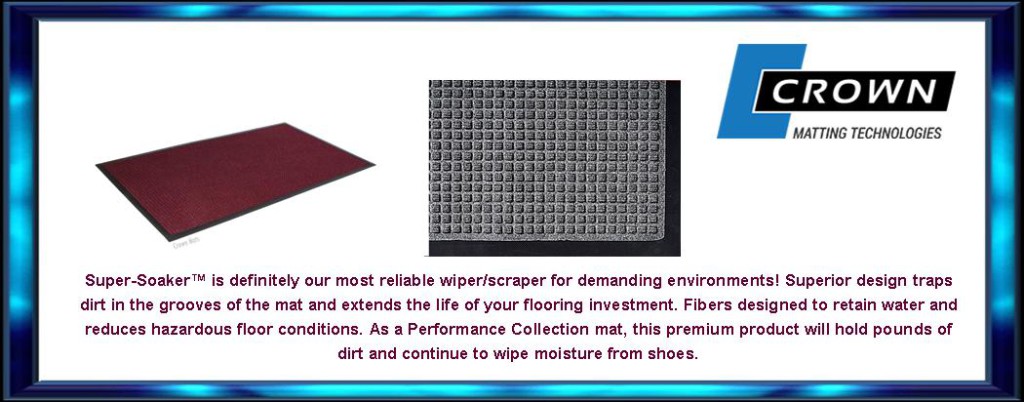 CROWN
MATTING TECHNOLOGIES
Crown Mats
Super-Soaker™ is definitely our most reliable wiper/scraper for demanding environments! Superior design traps
dirt in the grooves of the mat and extends the life of your flooring investment. Fibers designed to retain water and
reduces hazardous floor conditions. As a Performance Collection mat, this premium product will hold pounds of
dirt and continue to wipe moisture from shoes.